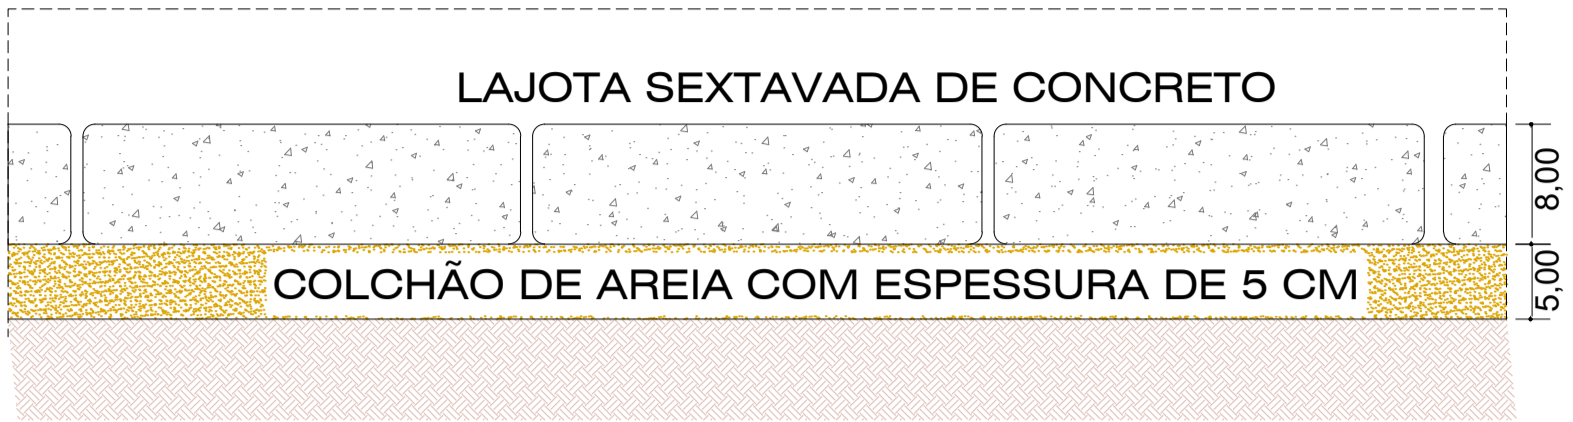 LAJOTA SEXTAVADA DE CONCRETO
8,00
COLCHÃO DE AREIA COM ESPESSURA DE 5 CM
5,00